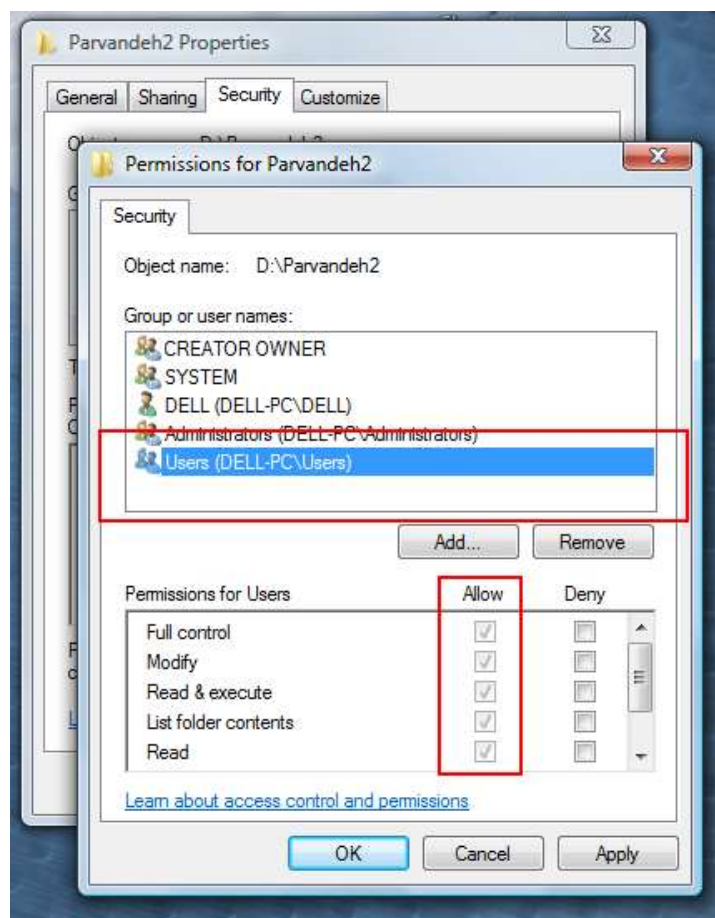 Parvandeh2 Properties
General Sharing Security Customize
Permissions for Parvandeh2
Security
Object name: D:\Parvandeh2
Group or user names:
CREATOR OWNER
SYSTEM
DELL (DELL-PC\DELL)
Administrators (DELL-PC\Administrators)
Users (DELL-PC\Users)
Add... Remove
Permissions for Users Allow Deny
Full control
Modify
Read & execute
List folder contents
Read
Learn about access control and permissions
OK Cancel Apply